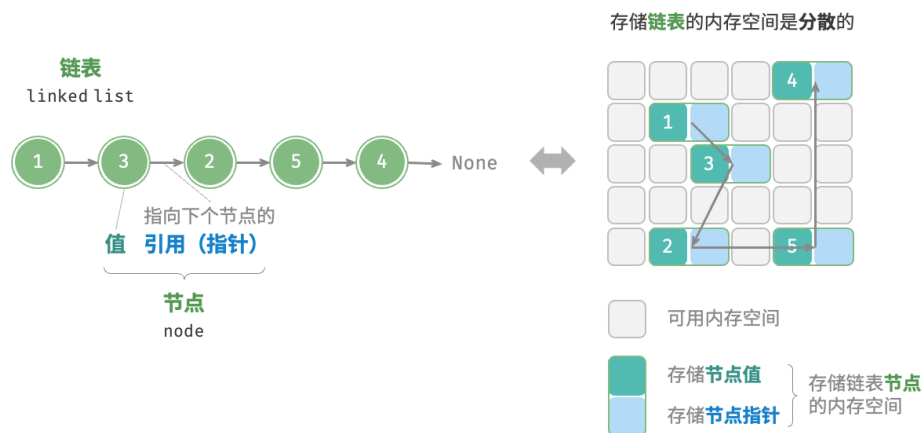 存储链表的内存空间是分散的
链表
linked list
1 3 2 5 4 None
指向下个节点的
值 引用（指针）
节点
node
4
1
3
2 5
可用内存空间
存储节点值
存储节点指针
存储链表节点
的内存空间